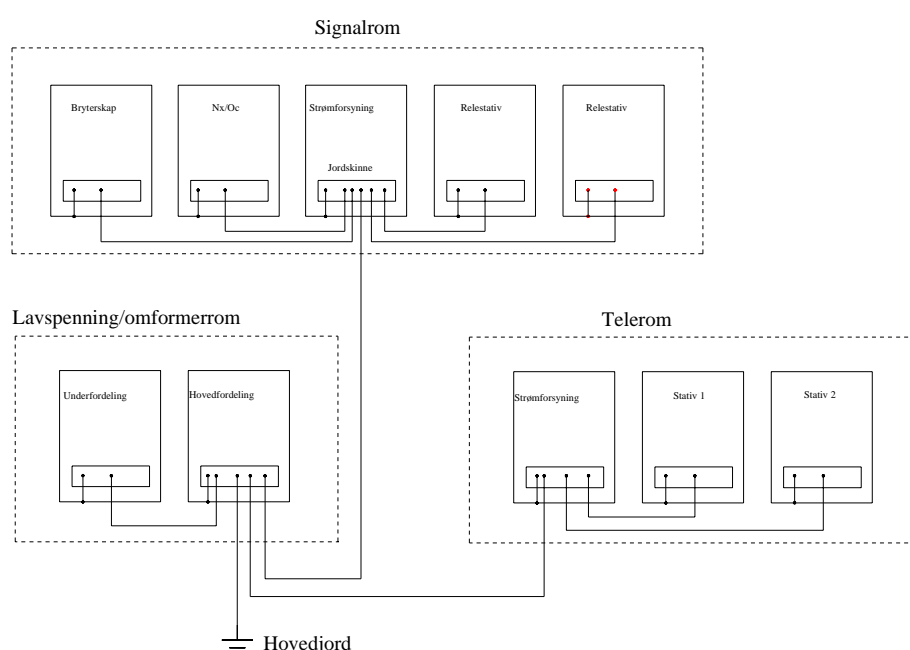 Signalrom
Bryterskap
Nx/Oc
Strømforsyning
Relestativ
Relestativ
Jordskinne
Lavspenning/omformerrom
Telerom
Underfordeling
Hovedfordeling
Strømforsyning
Stativ 1
Stativ 2
Hovedjord